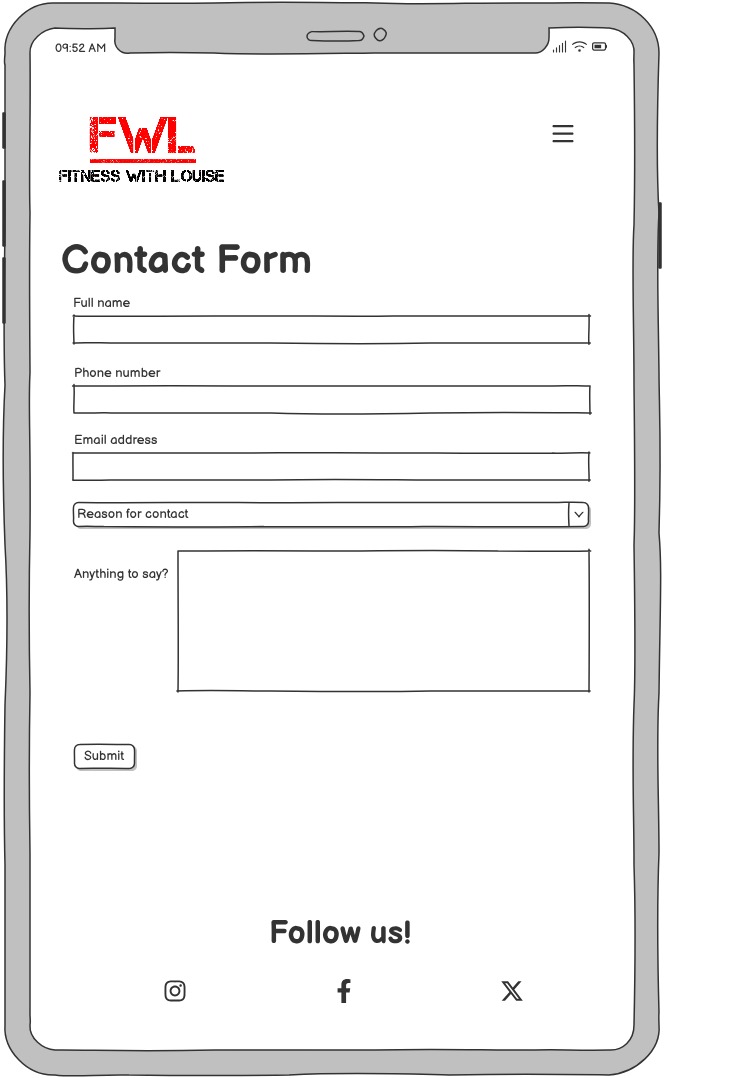 09:52 AM
FWL
FITNESS WITH LOUISE
Contact Form
Full name
Phone number
Email address
Reason for contact
Anything to say?
Submit
Follow us!